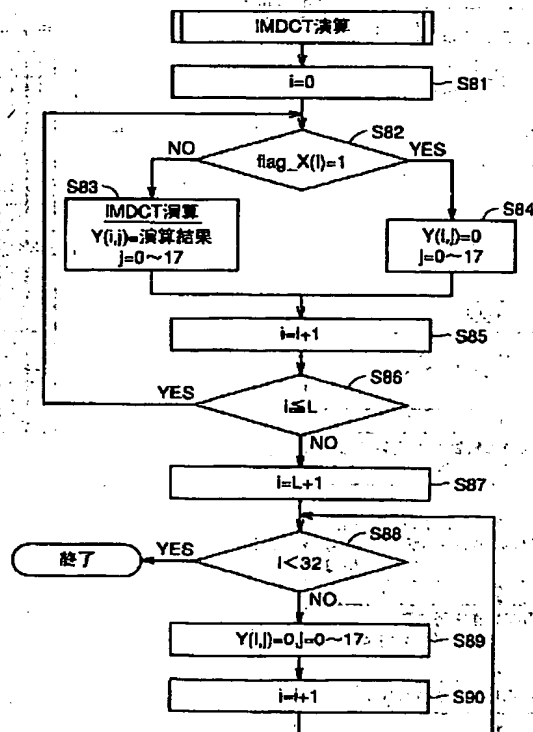 IMDCT演算
i=0
S81
S82
NO
YES
flag_X(i)=1
S83
S84
IMDCT演算
Y(i,j)=演算結果
j=0~17
Y(i,j)=0
j=0~17
i=i+1
S85
S86
YES
i≦L
NO
i=L+1
S87
S88
終了
YES
i<32
NO
Y(i,j)=0,j=0~17
S89
i=i+1
S90